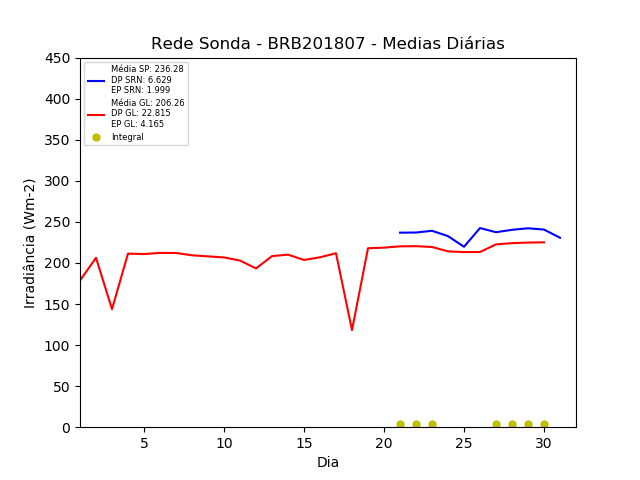 Rede Sonda - BRB201807 - Medias Diárias
450
400
350
300
250
200
150
100
50
0
Irradiância (Wm-2)
Média SP: 236.28
DP SRN: 6.629
EP SRN: 1.999
Média GL: 206.26
DP GL: 22.815
EP GL: 4.165
Integral
5
10
15
20
25
30
Dia